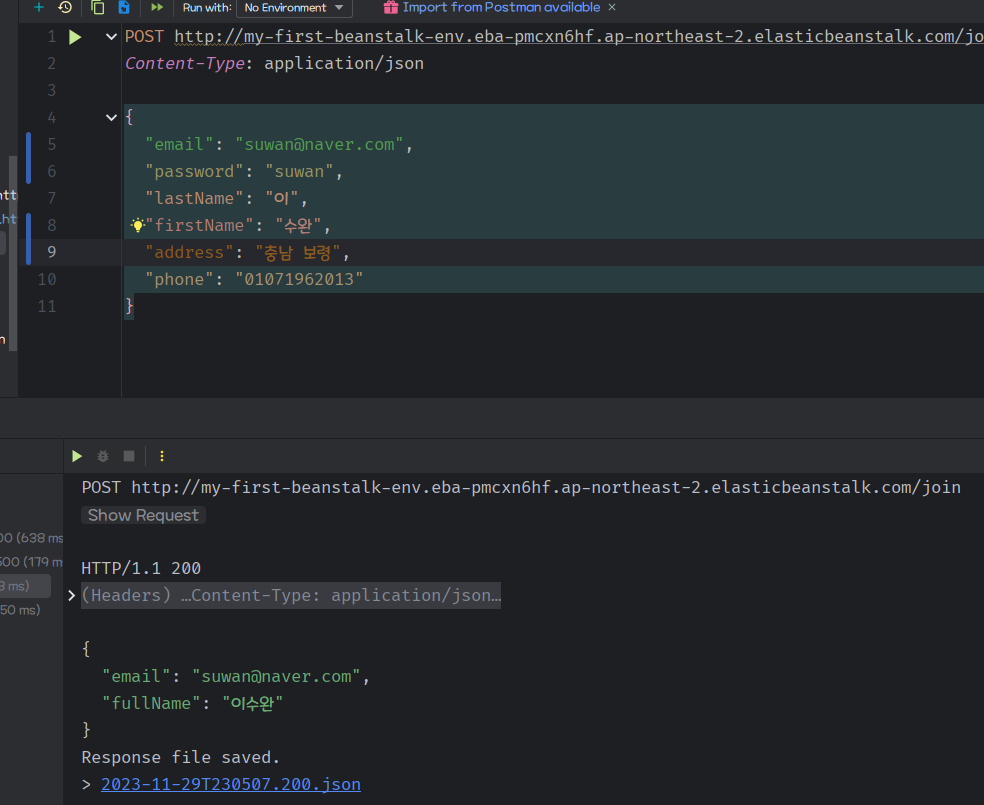 Run with: No Environment Import from Postman available
1 POST http://my-first-beanstalk-env.eba-pmcxn6hf.ap-northeast-2.elasticbeanstalk.com/jo
2 Content-Type: application/json
3
4 {
5 "email": "suwan@naver.com",
6 "password": "suwan",
7 "lastName": "이",
8 "firstName": "수완",
9 "address": "충남 보령",
10 "phone": "01071962013"
11 }
POST http://my-first-beanstalk-env.eba-pmcxn6hf.ap-northeast-2.elasticbeanstalk.com/join
Show Request
00 (638 ms
HTTP/1.1 200
500 (179 m
(Headers) …Content-Type: application/json…
8 ms)
50 ms)
{
"email": "suwan@naver.com",
"fullName": "이수완"
}
Response file saved.
> 2023-11-29T230507.200.json